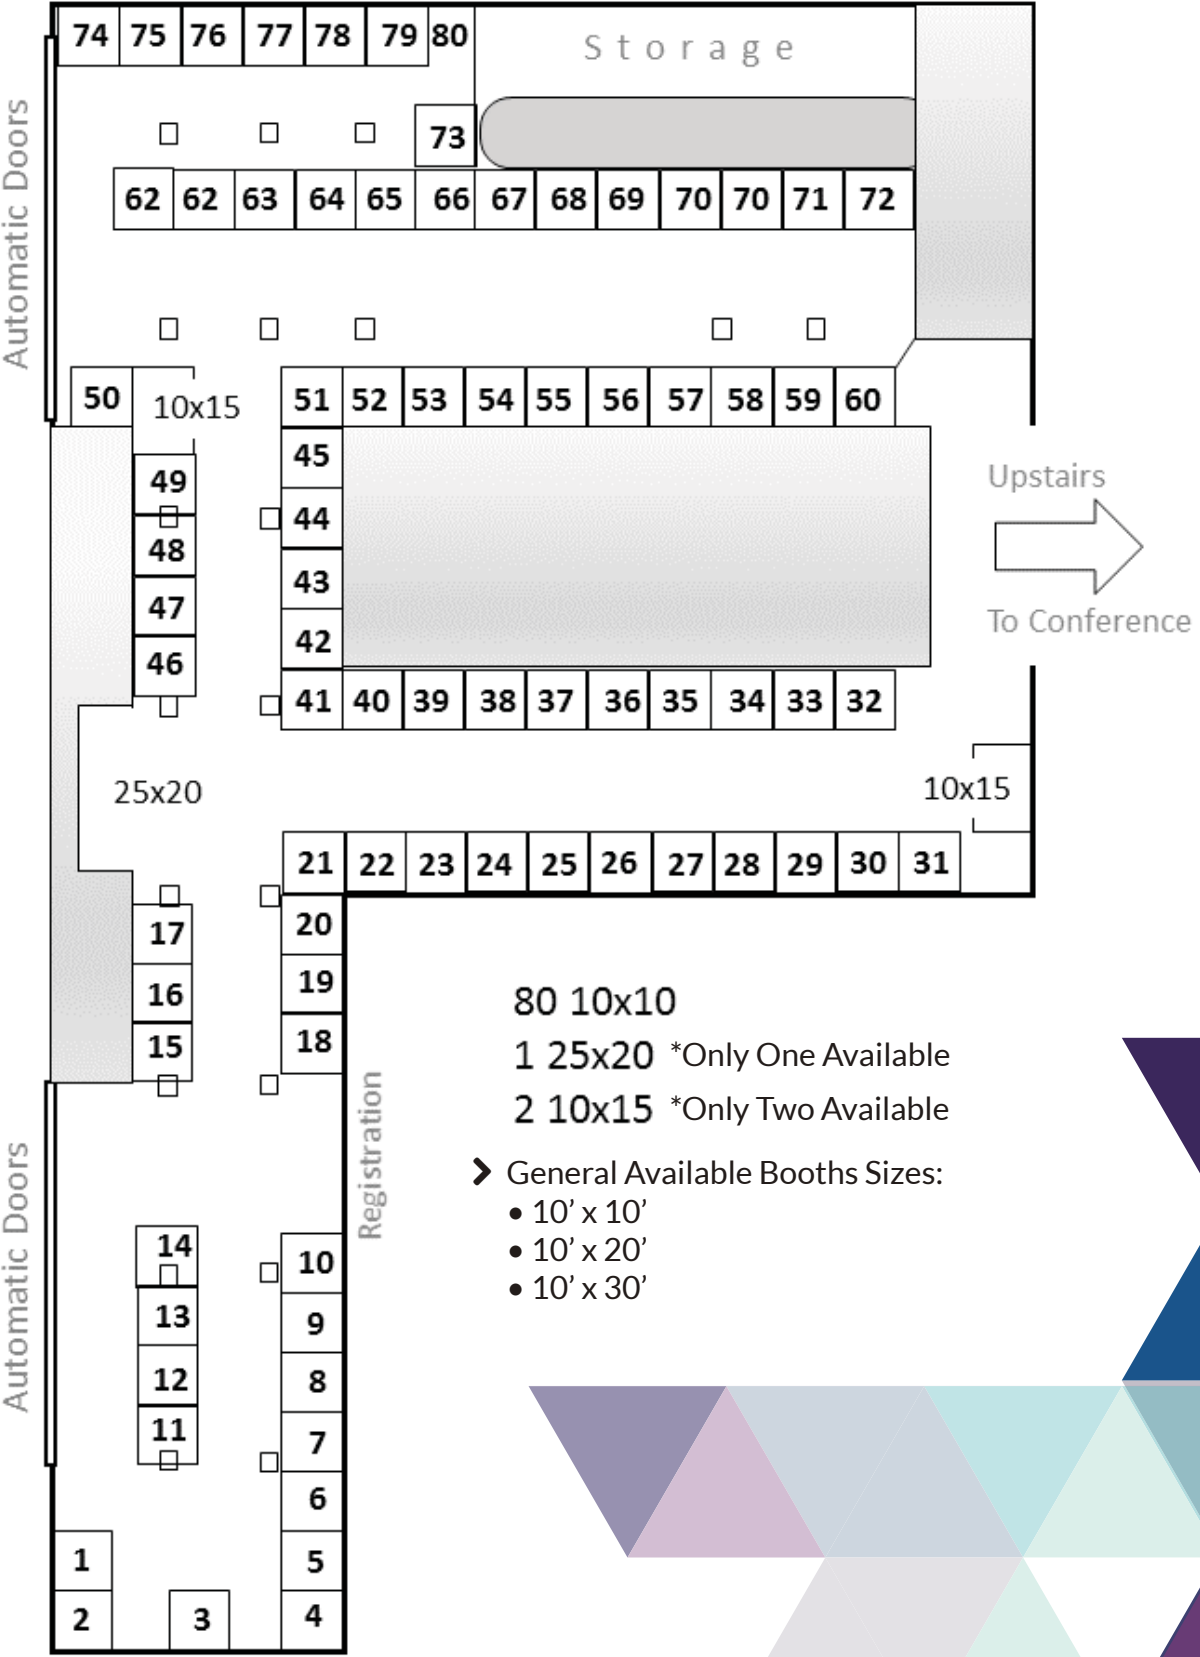 74 75 76 77 78 79 80
Storage
Automatic Doors
73
62 62 63 64 65 66 67 68 69 70 70 71 72
50
10x15
51 52 53 54 55 56 57 58 59 60
45
49
44
48
43
47
42
46
41 40 39 38 37 36 35 34 33 32
Upstairs
To Conference
25x20
10x15
21 22 23 24 25 26 27 28 29 30 31
20
17
19
16
18
15
80 10x10
1 25x20 *Only One Available
2 10x15 *Only Two Available
General Available Booths Sizes:
• 10’ x 10’
• 10’ x 20’
• 10’ x 30’
Registration
Automatic Doors
14
10
13
9
12
8
11
7
6
1
5
2
3
4